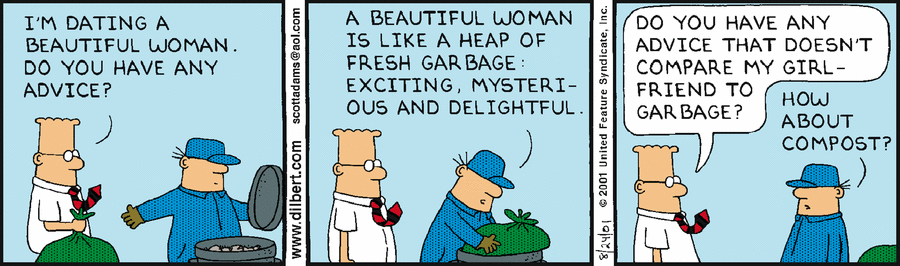 I'M DATING A
BEAUTIFUL WOMAN.
DO YOU HAVE ANY
ADVICE?
www.dilbert.com scottadams@aol.com
A BEAUTIFUL WOMAN
IS LIKE A HEAP OF
FRESH GARBAGE:
EXCITING, MYSTERI-
OUS AND DELIGHTFUL.
8/24/01 © 2001 United Feature Syndicate, Inc.
DO YOU HAVE ANY
ADVICE THAT DOESN'T
COMPARE MY GIRL-
FRIEND TO
GARBAGE?
HOW
ABOUT
COMPOST?